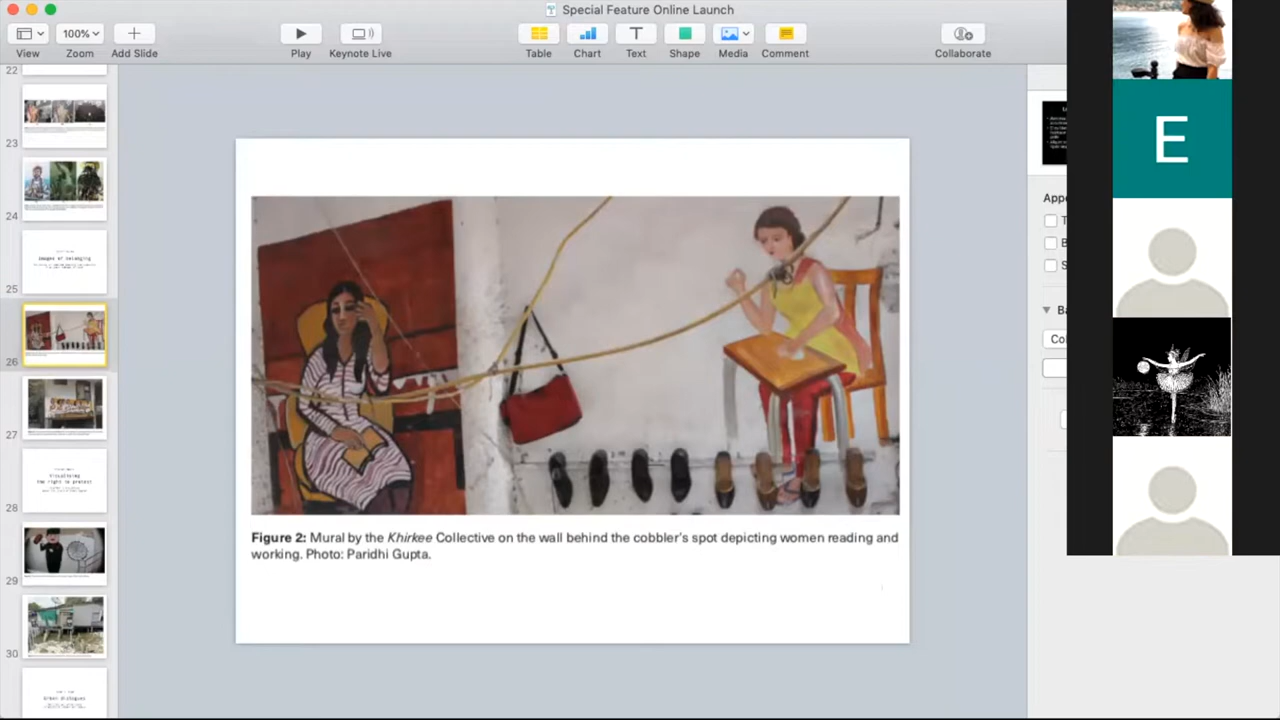 Special Feature Online Launch
100%
View
Zoom
Add Slide
Play
Keynote Live
Table
Chart
Text
Shape
Media
Comment
Collaborate
22
23
24
25
26
27
28
29
30
Images of Belonging
Visualising
the right to protest
Urban Dialogues
E
Figure 2: Mural by the Khirkee Collective on the wall behind the cobbler's spot depicting women reading and
working. Photo: Paridhi Gupta.